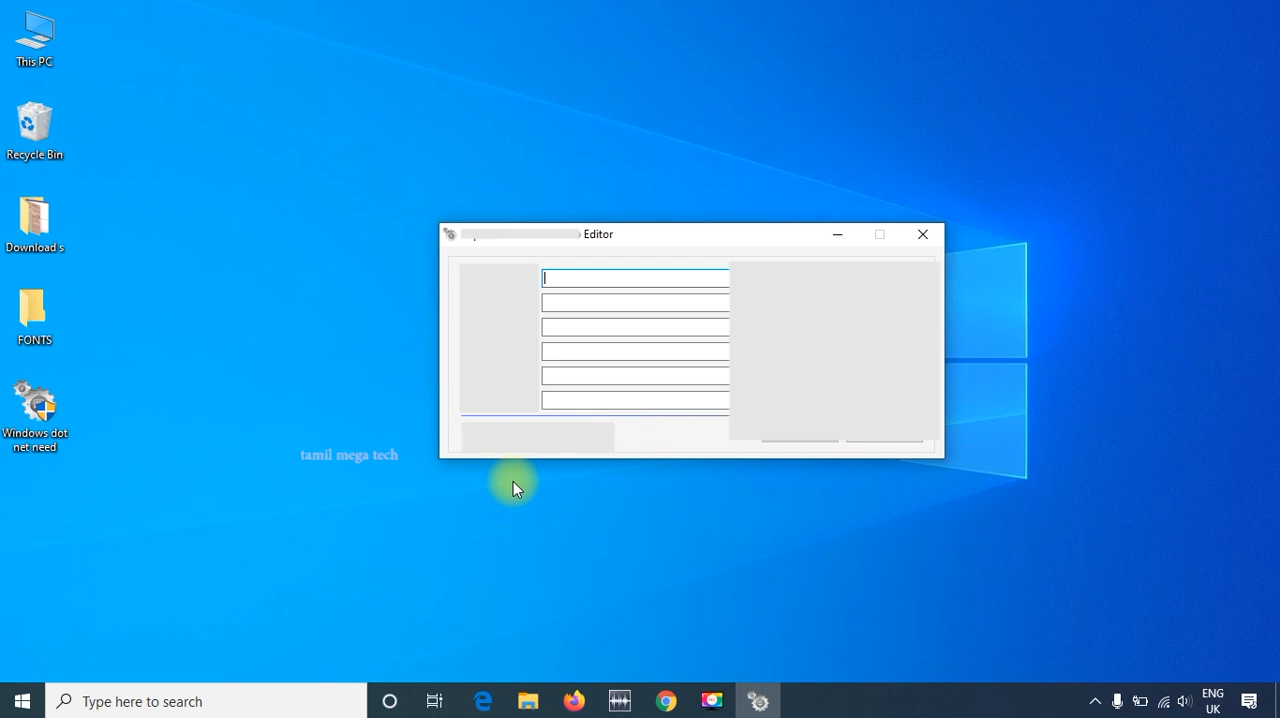 This PC
Recycle Bin
Download s
FONTS
Windows dot
net need
Editor
tamil mega tech
Type here to search
ENG
UK